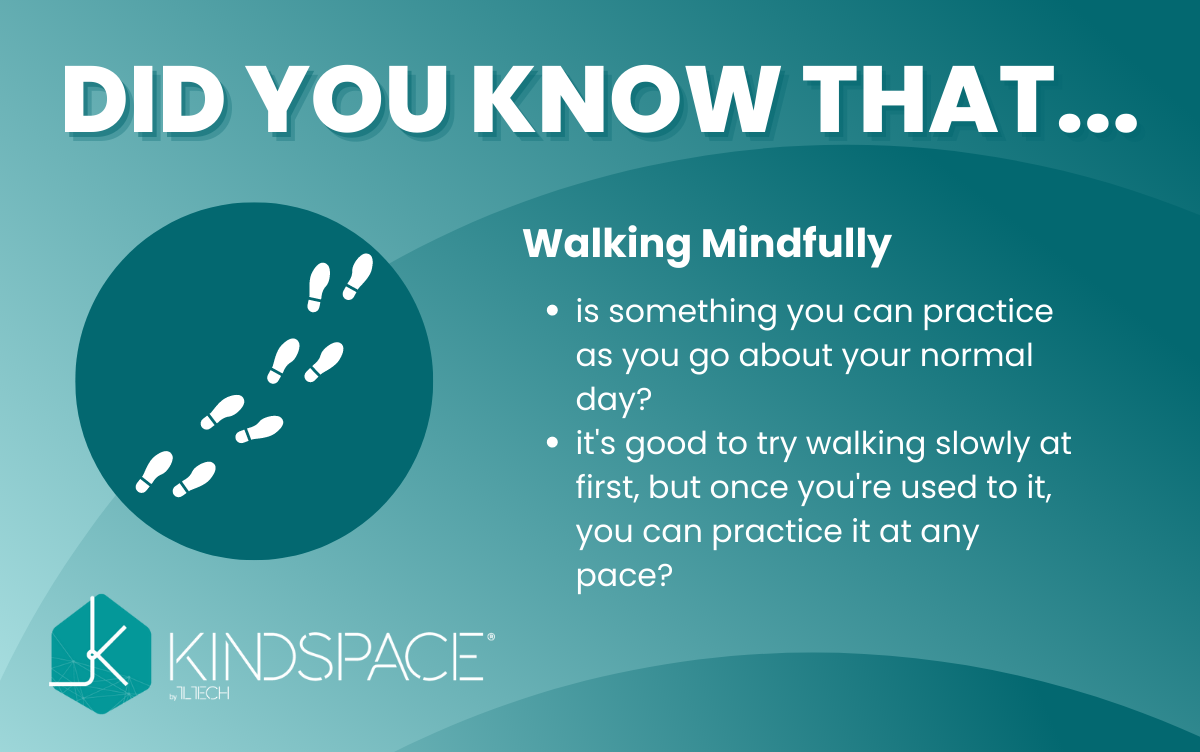 DID YOU KNOW THAT...
Walking Mindfully
• is something you can practice
as you go about your normal
day?
• it's good to try walking slowly at
first, but once you're used to it,
you can practice it at any
pace?
KINDSPACE®
by TLTECH